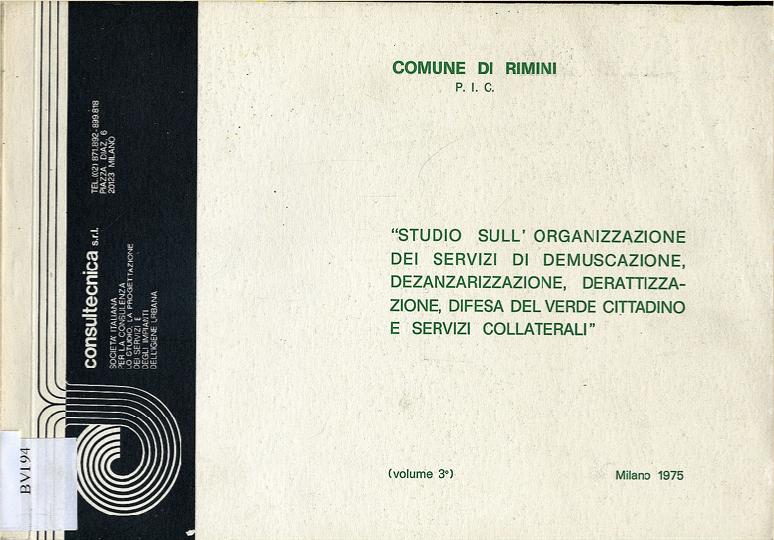 COMUNE DI RIMINI
P. I. C.
"STUDIO SULL' ORGANIZZAZIONE
DEI SERVIZI DI DEMUSCAZIONE,
DEZANZARIZZAZIONE, DERATTIZZA-
ZIONE, DIFESA DEL VERDE CITTADINO
E SERVIZI COLLATERALI"
(volume 3°)
Milano 1975
consultecnica s.r.l.
SOCIETÀ ITALIANA
PER LA CONSULENZA
LO STUDIO, LA PROGETTAZIONE
DEI SERVIZI E
DEGLI IMPIANTI
DELL'IGIENE URBANA
TEL. (02) 871.892-899.818
PIAZZA DIAZ, 6
20123 MILANO
BVI 94